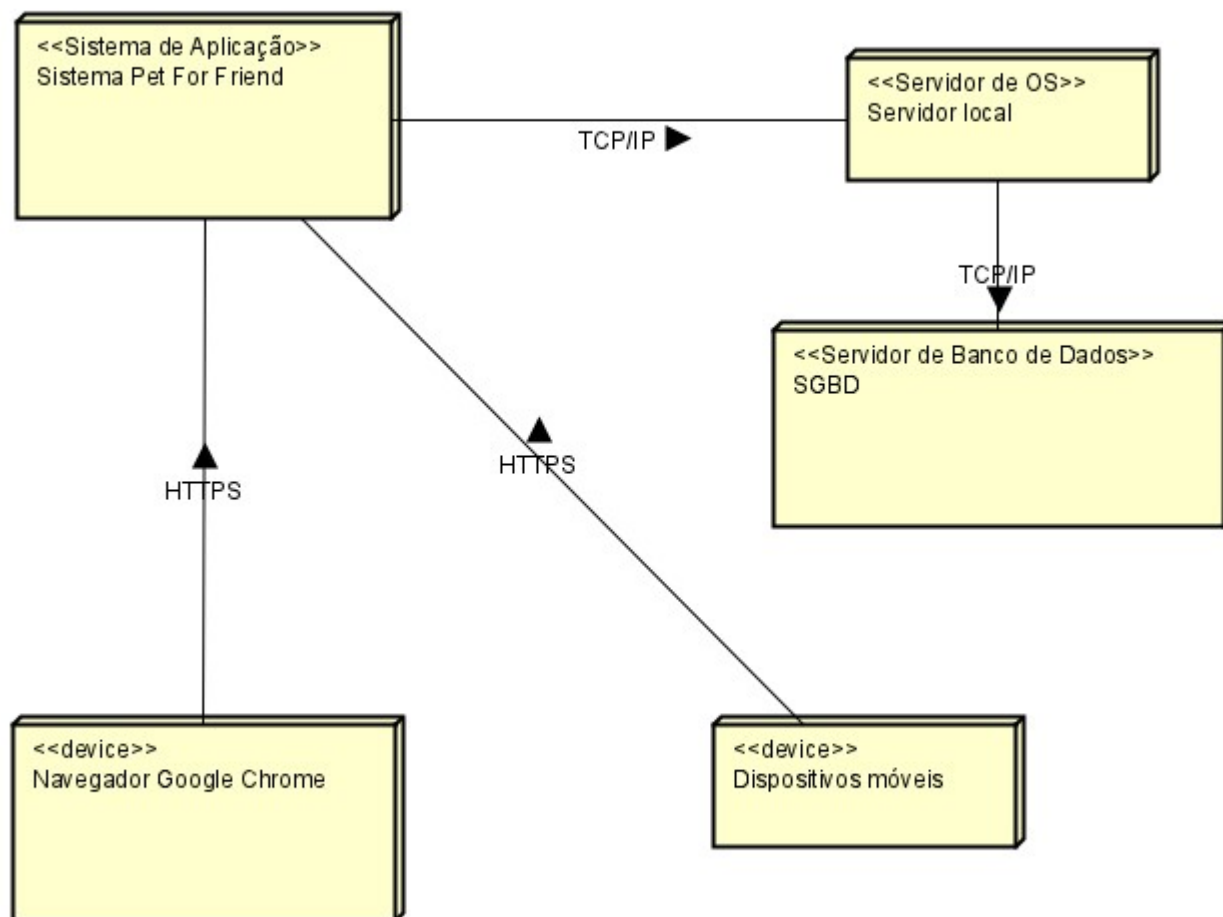 <<Sistema de Aplicação>>
Sistema Pet For Friend
<<Servidor de OS>>
Servidor local
TCP/IP
TCP/IP
<<Servidor de Banco de Dados>>
SGBD
HTTPS
HTTPS
<<device>>
Navegador Google Chrome
<<device>>
Dispositivos móveis